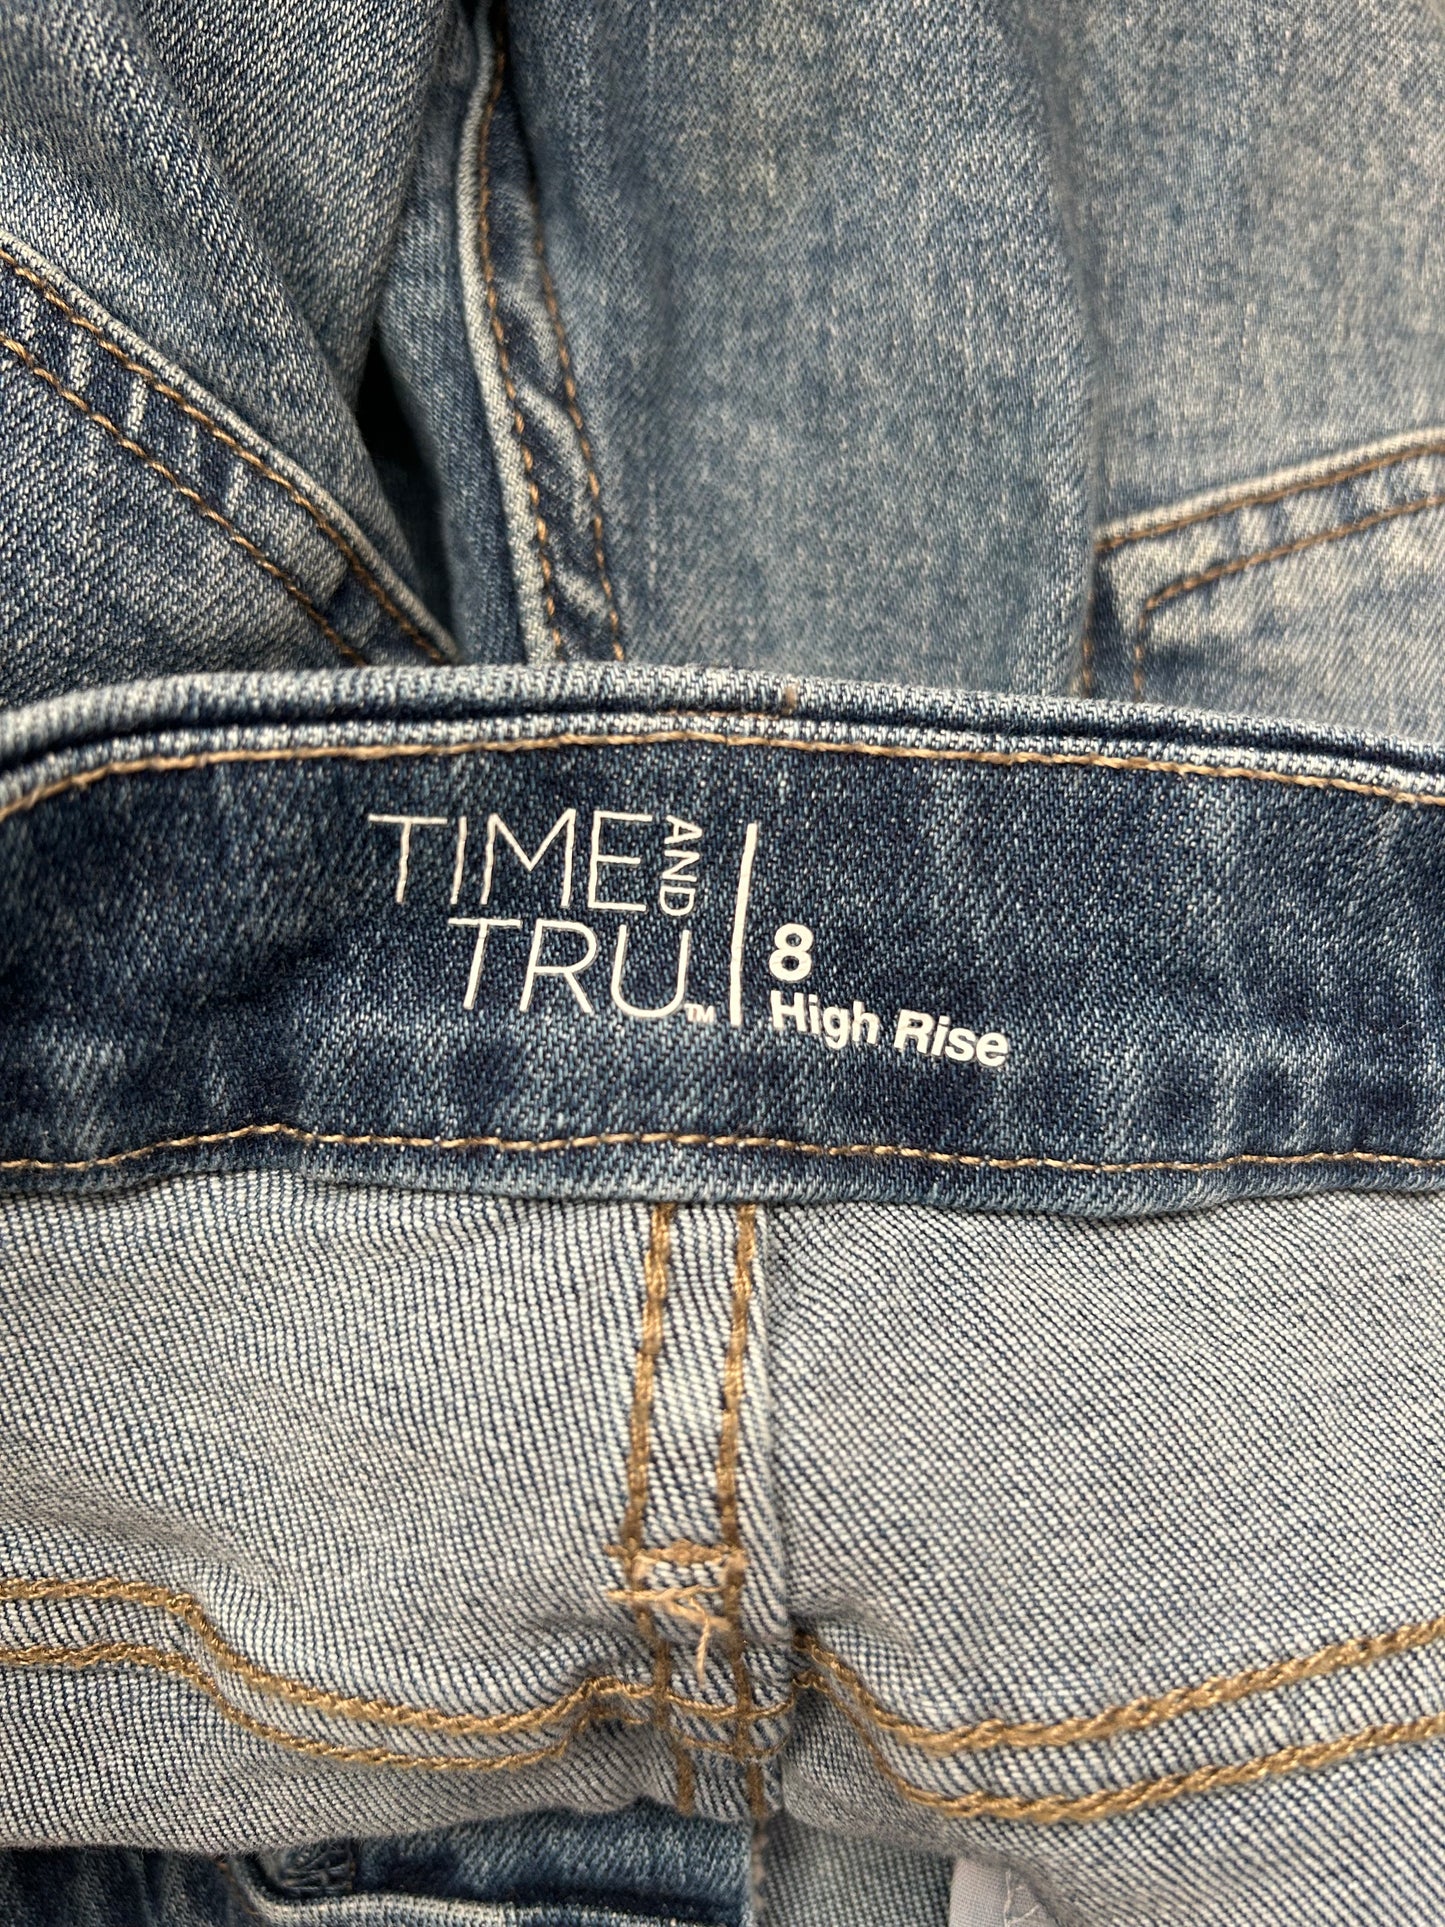 TIME AND
TRU™
8
High Rise